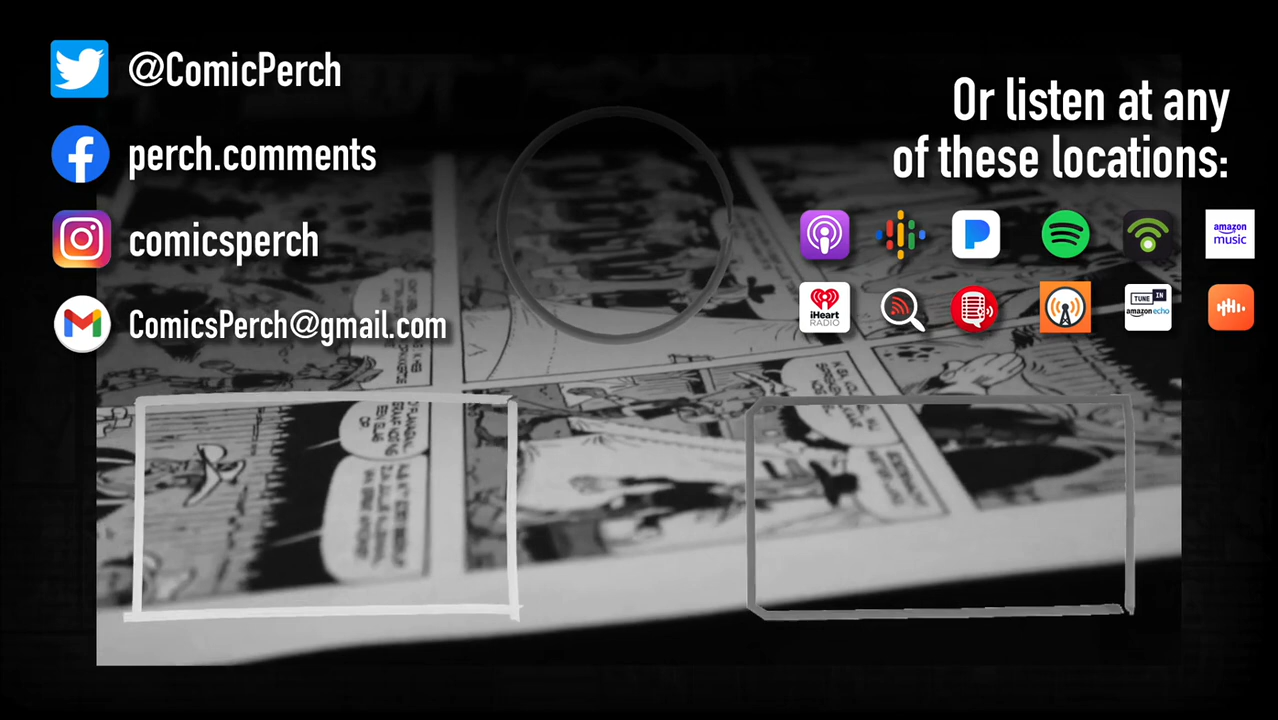 @ComicPerch
perch.comments
comicsperch
ComicsPerch@gmail.com
Or listen at any
of these locations:
amazon
music
iHeart
RADIO
TUNE IN
amazon echo